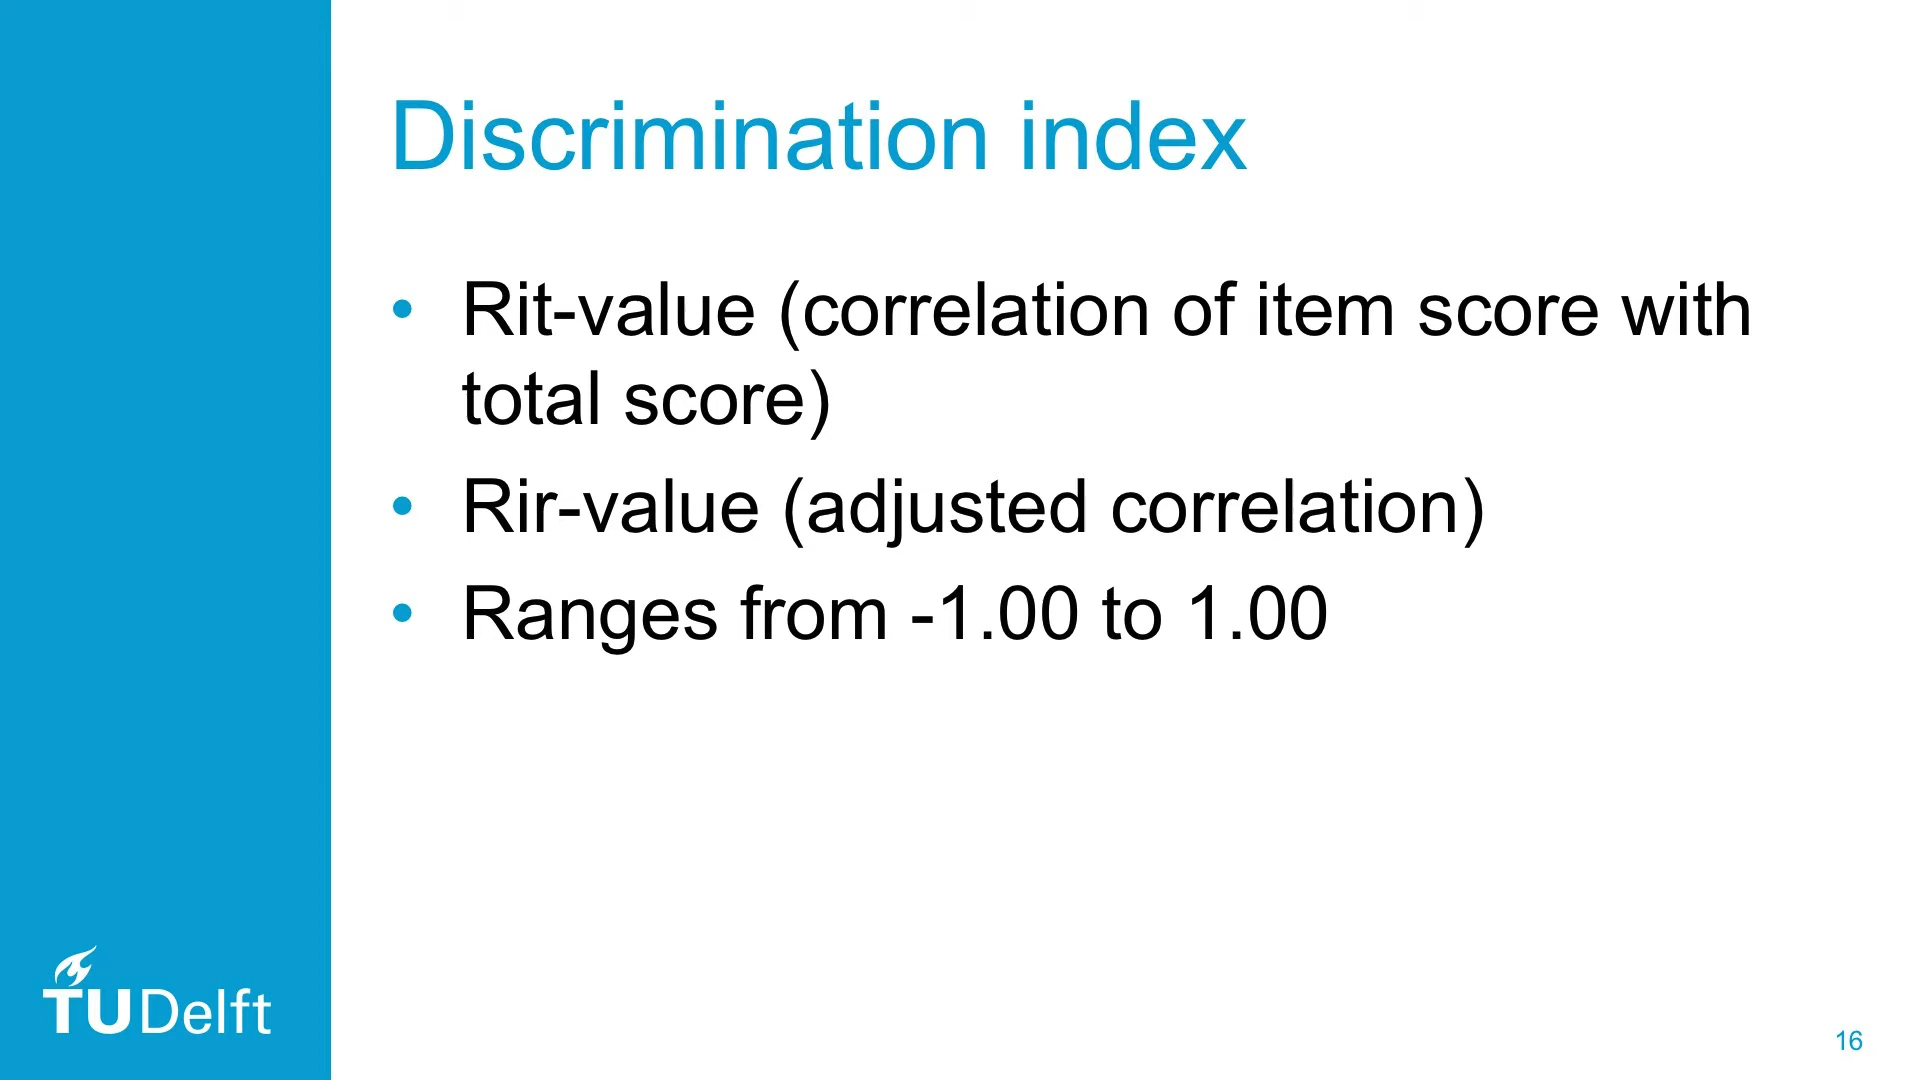 Discrimination index
• Rit-value (correlation of item score with
total score)
• Rir-value (adjusted correlation)
• Ranges from -1.00 to 1.00
TUDelft
16